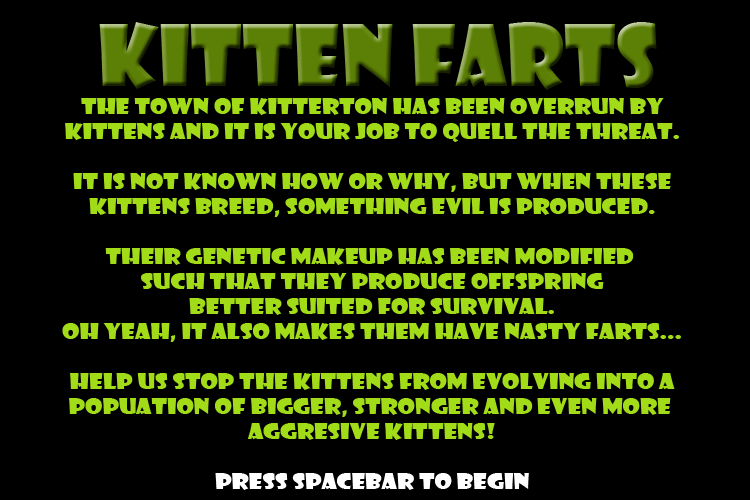 KITTEN FARTS
THE TOWN OF KITTERTON HAS BEEN OVERRUN BY
KITTENS AND IT IS YOUR JOB TO QUELL THE THREAT.
IT IS NOT KNOWN HOW OR WHY, BUT WHEN THESE
KITTENS BREED, SOMETHING EVIL IS PRODUCED.
THEIR GENETIC MAKEUP HAS BEEN MODIFIED
SUCH THAT THEY PRODUCE OFFSPRING
BETTER SUITED FOR SURVIVAL.
OH YEAH, IT ALSO MAKES THEM HAVE NASTY FARTS...
HELP US STOP THE KITTENS FROM EVOLVING INTO A
POPUATION OF BIGGER, STRONGER AND EVEN MORE
AGGRESIVE KITTENS!
PRESS SPACEBAR TO BEGIN